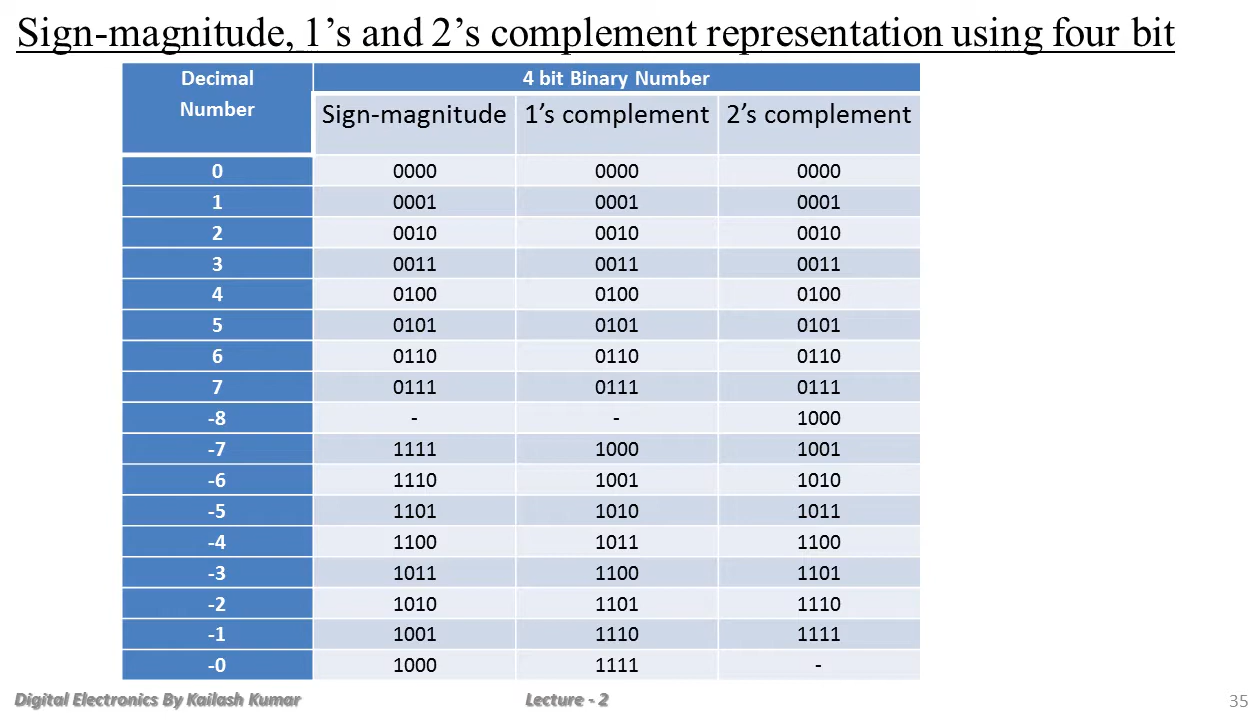 Sign-magnitude, 1’s and 2’s complement representation using four bit
Decimal Number 4 bit Binary Number
Sign-magnitude 1’s complement 2’s complement
0 0000 0000 0000
1 0001 0001 0001
2 0010 0010 0010
3 0011 0011 0011
4 0100 0100 0100
5 0101 0101 0101
6 0110 0110 0110
7 0111 0111 0111
-8 - - 1000
-7 1111 1000 1001
-6 1110 1001 1010
-5 1101 1010 1011
-4 1100 1011 1100
-3 1011 1100 1101
-2 1010 1101 1110
-1 1001 1110 1111
-0 1000 1111 -
Digital Electronics By Kailash Kumar Lecture - 2 35